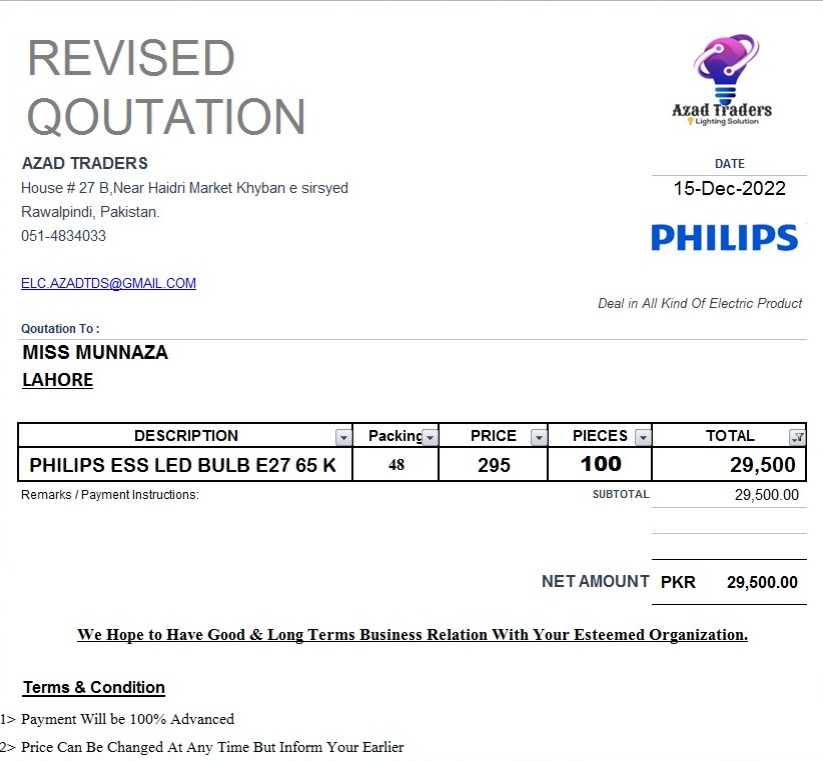 REVISED
QOUTATION
Azad Traders
Lighting Solution
AZAD TRADERS
House # 27 B,Near Haidri Market Khyban e sirsyed
Rawalpindi, Pakistan.
051-4834033
DATE
15-Dec-2022
PHILIPS
ELC.AZADTDS@GMAIL.COM
Deal in All Kind Of Electric Product
Qoutation To :
MISS MUNNAZA
LAHORE
DESCRIPTION Packing PRICE PIECES TOTAL
PHILIPS ESS LED BULB E27 65 K 48 295 100 29,500
Remarks / Payment Instructions: SUBTOTAL 29,500.00
NET AMOUNT PKR 29,500.00
We Hope to Have Good & Long Terms Business Relation With Your Esteemed Organization.
Terms & Condition
1> Payment Will be 100% Advanced
2> Price Can Be Changed At Any Time But Inform Your Earlier